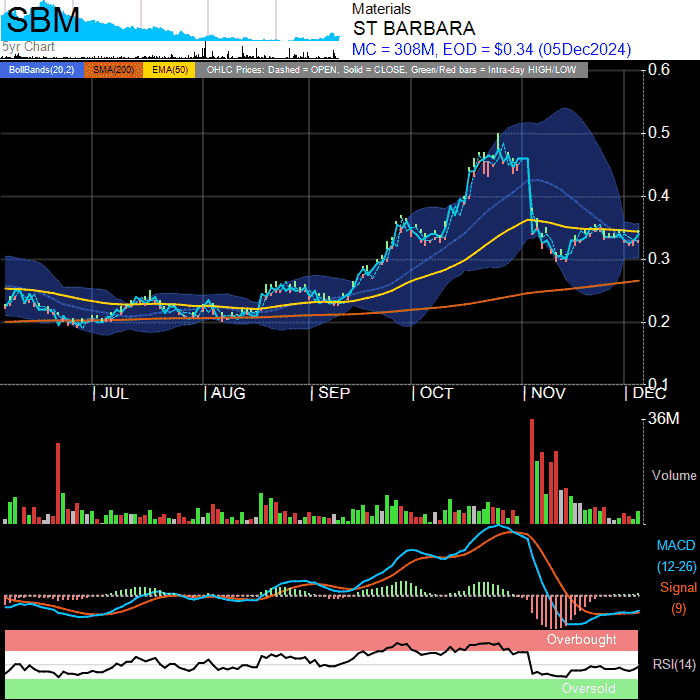 SBM
5yr Chart
Materials
ST BARBARA
MC = 308M, EOD = $0.34 (05Dec2024)
BollBands(20,2) SMA(200) EMA(50) OHLC Prices: Dashed = OPEN, Solid = CLOSE, Green/Red bars = Intra-day HIGH/LOW
0.6
0.5
0.4
0.3
0.2
0.1
JUL AUG SEP OCT NOV DEC
36M
Volume
MACD
(12-26)
Signal
(9)
Overbought
RSI(14)
Oversold